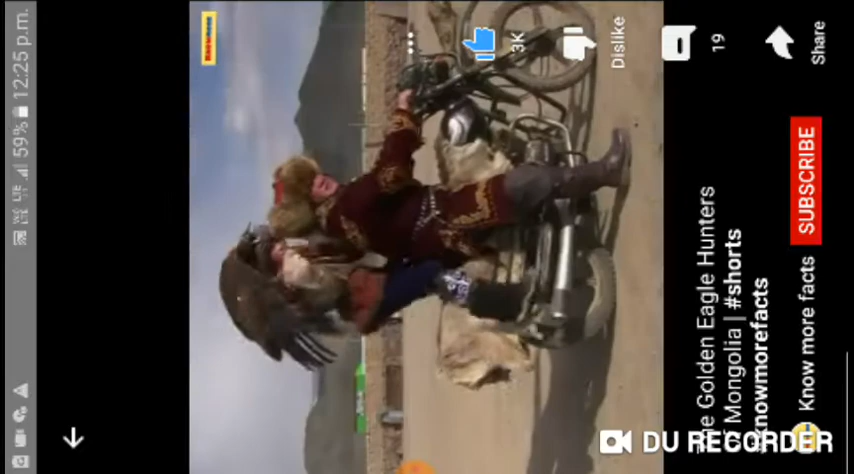 12:25 p.m.
59%
3K
Dislike
19
Share
Golden Eagle Hunters
Mongolia | #shorts
#knowmorefacts
Know more facts
SUBSCRIBE
DU RECORDER